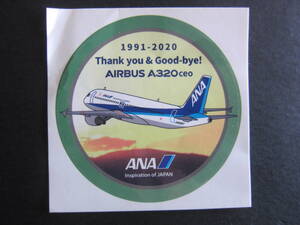 1991-2020
Thank you & Good-bye!
AIRBUS A320ceo
ANA
ANA
Inspiration of JAPAN